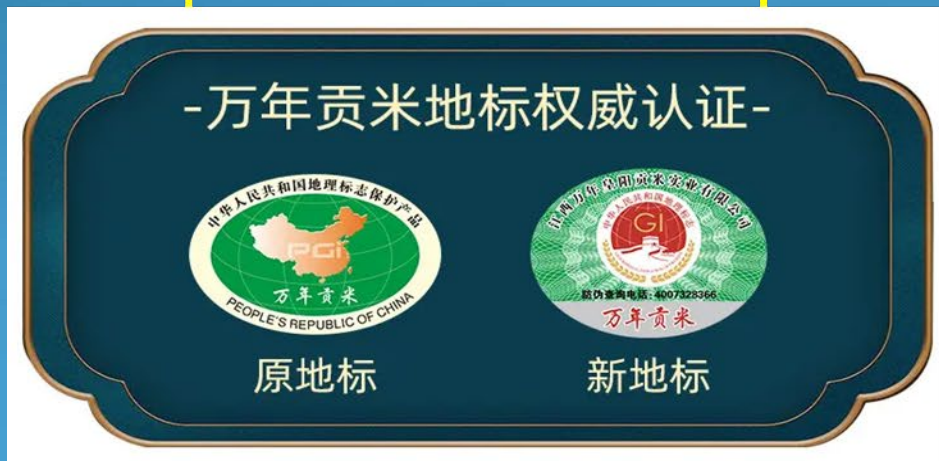 -万年贡米地标权威认证-
中华人民共和国地理标志保护产品
PGI
万年贡米
PEOPLE'S REPUBLIC OF CHINA
江西万年皇阳贡米实业有限公司
中华人民共和国地理标志
GI
防伪查询电话:4007328366
万年贡米
原地标
新地标